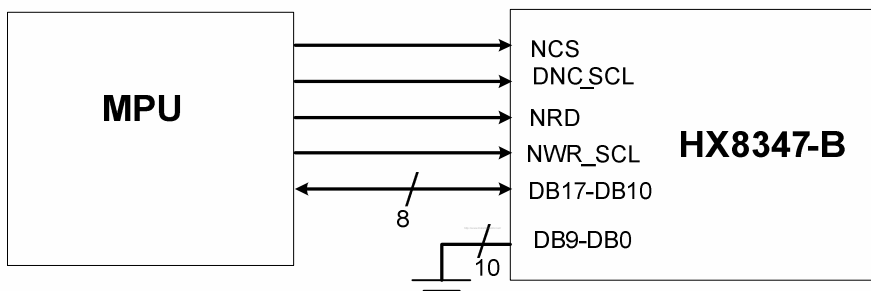 MPU
NCS
DNC_SCL
NRD
NWR_SCL
HX8347-B
DB17-DB10
8
DB9-DB0
10